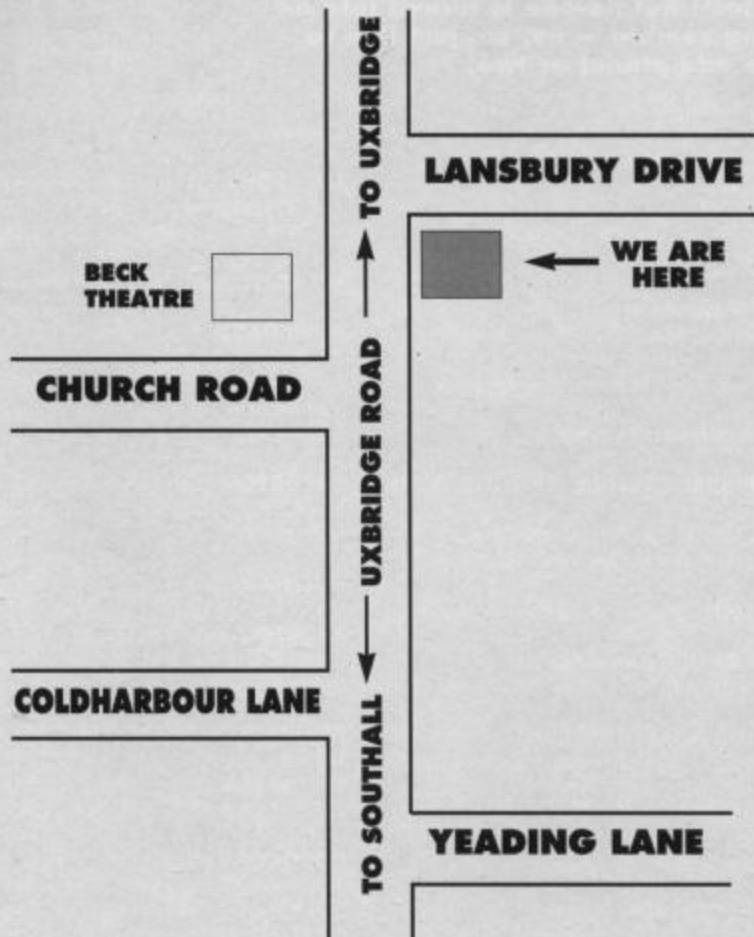 TO UXBRIDGE
LANSBURY DRIVE
BECK
THEATRE
WE ARE
HERE
CHURCH ROAD
UXBRIDGE ROAD
COLDHARBOUR LANE
TO SOUTHALL
YEADING LANE